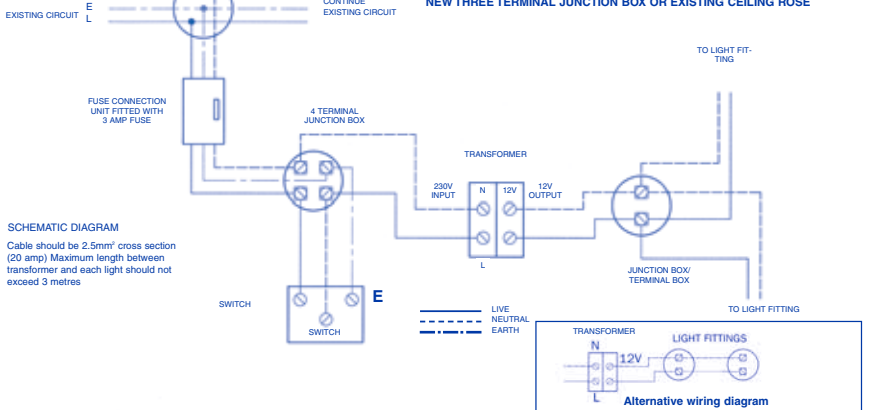 NEW THREE TERMINAL JUNCTION BOX OR EXISTING CEILING ROSE
CONTINUE
EXISTING CIRCUIT
EXISTING CIRCUIT
E
L
TO LIGHT FIT-
TING
FUSE CONNECTION
UNIT FITTED WITH
3 AMP FUSE
4 TERMINAL
JUNCTION BOX
TRANSFORMER
230V
INPUT
N
12V
12V
OUTPUT
L
SCHEMATIC DIAGRAM
Cable should be 2.5mm² cross section
(20 amp) Maximum length between
transformer and each light should not
exceed 3 metres
JUNCTION BOX/
TERMINAL BOX
SWITCH
E
SWITCH
LIVE
NEUTRAL
EARTH
TO LIGHT FITTING
TRANSFORMER
N
12V
LIGHT FITTINGS
L
Alternative wiring diagram